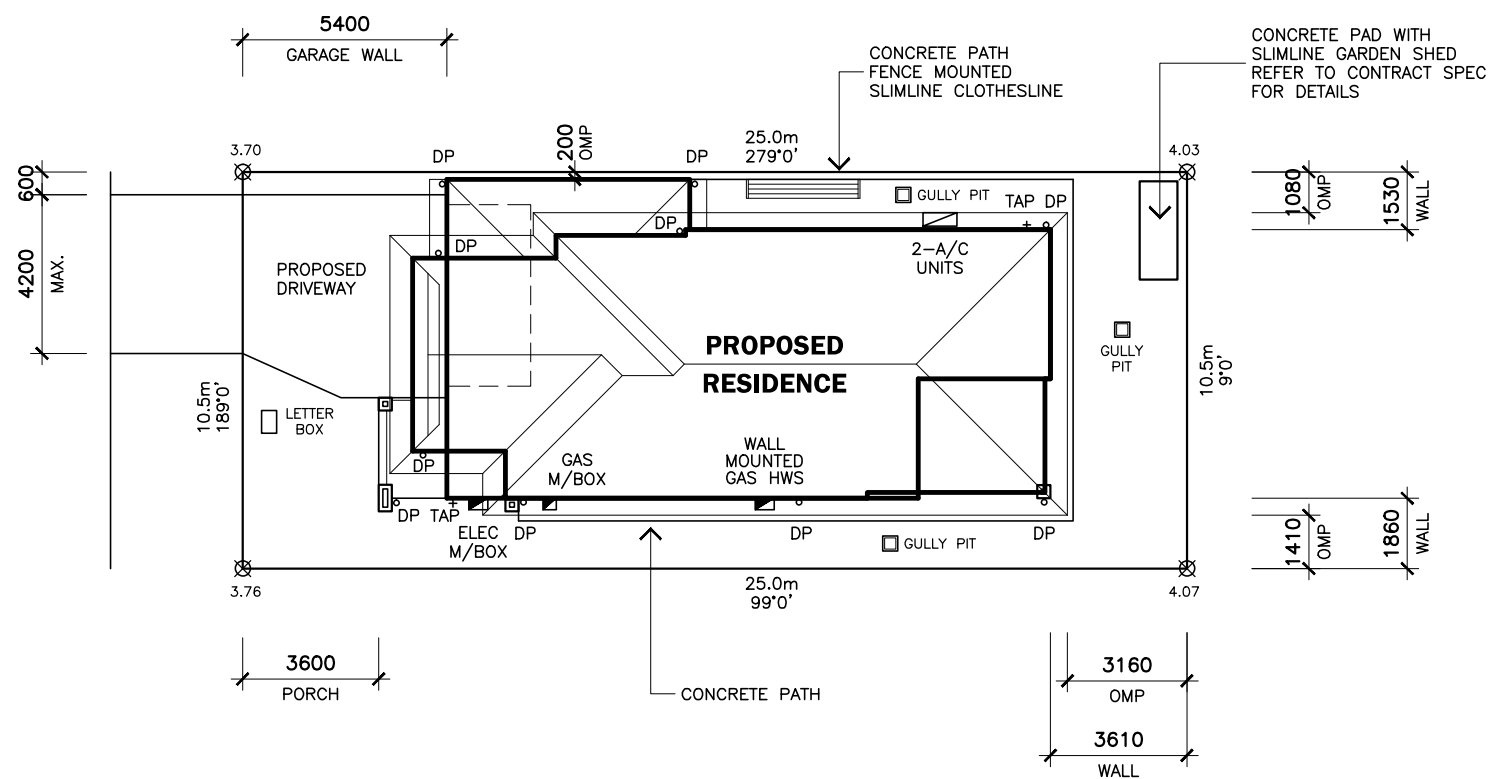 5400
GARAGE WALL
CONCRETE PATH
FENCE MOUNTED
SLIMLINE CLOTHESLINE
CONCRETE PAD WITH
SLIMLINE GARDEN SHED
REFER TO CONTRACT SPEC
FOR DETAILS
3.70
DP
200
OMP
DP
25.0m
279°0'
4.03
600
4200
MAX.
GULLY PIT
TAP DP
1080
OMP
1530
WALL
DP
DP
2-A/C
UNITS
PROPOSED
DRIVEWAY
PROPOSED
RESIDENCE
GULLY
PIT
10.5m
189°0'
LETTER
BOX
10.5m
9°0'
DP
GAS
M/BOX
WALL
MOUNTED
GAS HWS
DP TAP
ELEC
M/BOX
DP
DP
GULLY PIT
DP
1410
OMP
1860
WALL
3.76
25.0m
99°0'
4.07
3600
PORCH
CONCRETE PATH
3160
OMP
3610
WALL